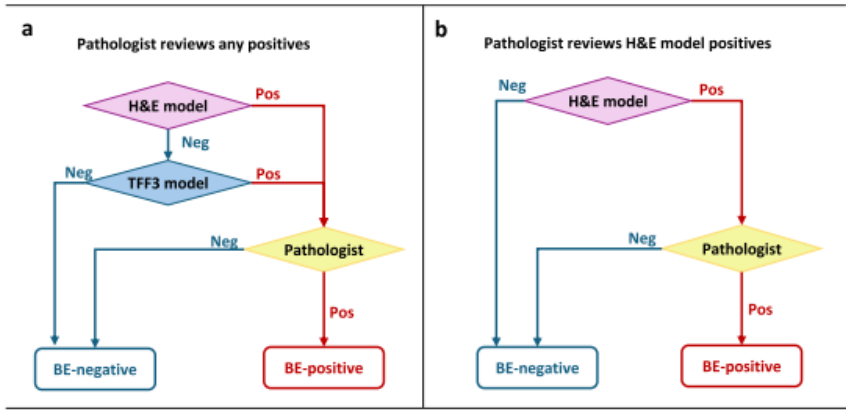 a
Pathologist reviews any positives
H&E model
Pos
Neg
Neg
TFF3 model
Pos
Neg
Pathologist
Pos
BE-negative
BE-positive
b
Pathologist reviews H&E model positives
Neg
H&E model
Pos
Neg
Pathologist
Pos
BE-negative
BE-positive